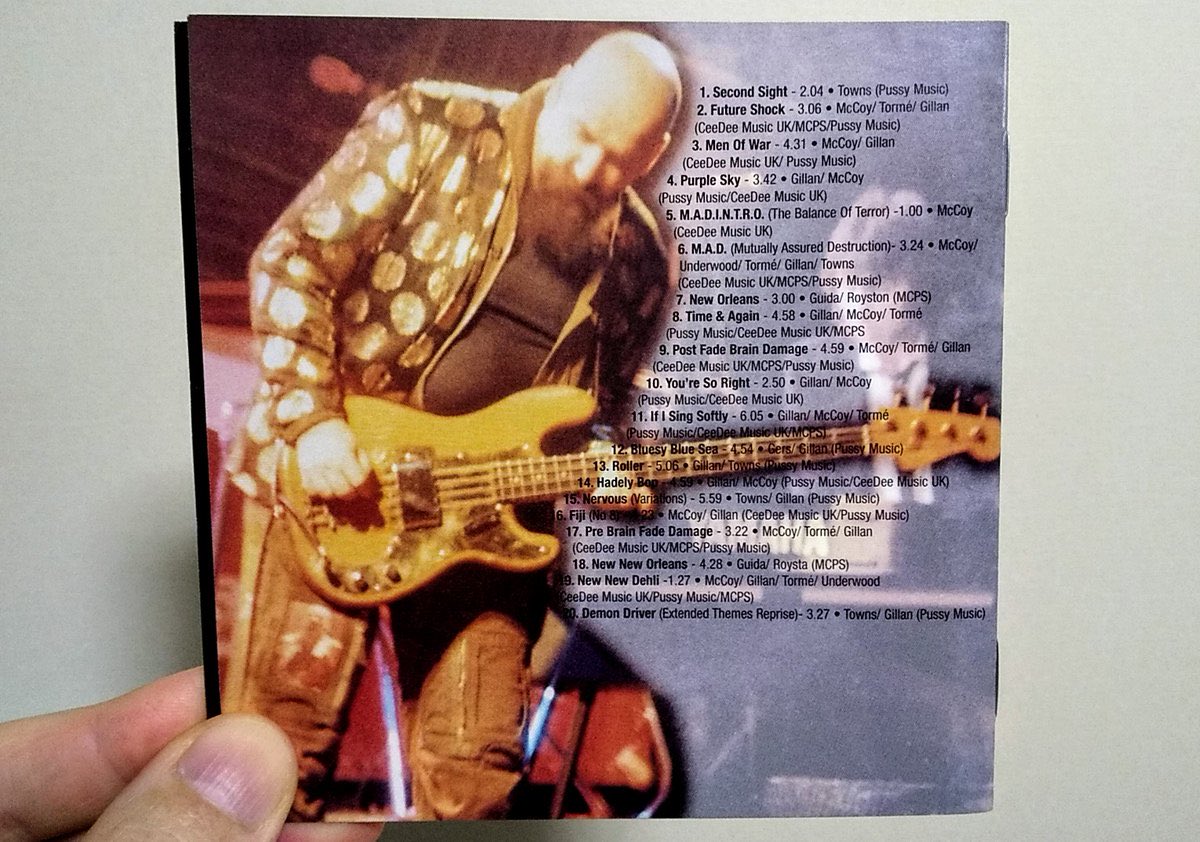 1. Second Sight - 2.04 • Towns (Pussy Music)
2. Future Shock - 3.06 • McCoy/ Tormé/ Gillan
(CeeDee Music UK/MCPS/Pussy Music)
3. Men Of War - 4.31 • McCoy/ Gillan
(CeeDee Music UK/ Pussy Music)
4. Purple Sky - 3.42 • Gillan/ McCoy
(Pussy Music/CeeDee Music UK)
5. M.A.D.I.N.T.R.O. (The Balance Of Terror) -1.00 • McCoy
(CeeDee Music UK)
6. M.A.D. (Mutually Assured Destruction)- 3.24 • McCoy/
Underwood/ Tormé/ Gillan/ Towns
(CeeDee Music UK/MCPS/Pussy Music)
7. New Orleans - 3.00 • Guida/ Royston (MCPS)
8. Time & Again - 4.58 • Gillan/ McCoy/ Tormé
(Pussy Music/CeeDee Music UK/MCPS
9. Post Fade Brain Damage - 4.59 • McCoy/ Tormé/ Gillan
(CeeDee Music UK/MCPS/Pussy Music)
10. You're So Right - 2.50 • Gillan/ McCoy
(Pussy Music/CeeDee Music UK)
11. If I Sing Softly - 6.05 • Gillan/ McCoy/ Tormé
(Pussy Music/CeeDee Music UK/MCPS)
12. Bluesy Blue Sea - 4.54 • Gers/ Gillan (Pussy Music)
13. Roller - 5.06 • Gillan/ Towns (Pussy Music)
14. Hadely Bop - 4.59 • Gillan/ McCoy (Pussy Music/CeeDee Music UK)
15. Nervous (Variations) - 5.59 • Towns/ Gillan (Pussy Music)
16. Fiji (No 8) • McCoy/ Gillan (CeeDee Music UK/Pussy Music)
17. Pre Brain Fade Damage - 3.22 • McCoy/ Tormé/ Gillan
(CeeDee Music UK/MCPS/Pussy Music)
18. New New Orleans - 4.28 • Guida/ Roysta (MCPS)
19. New New Dehli -1.27 • McCoy/ Gillan/ Tormé/ Underwood
(CeeDee Music UK/Pussy Music/MCPS)
20. Demon Driver (Extended Themes Reprise)- 3.27 • Towns/ Gillan (Pussy Music)